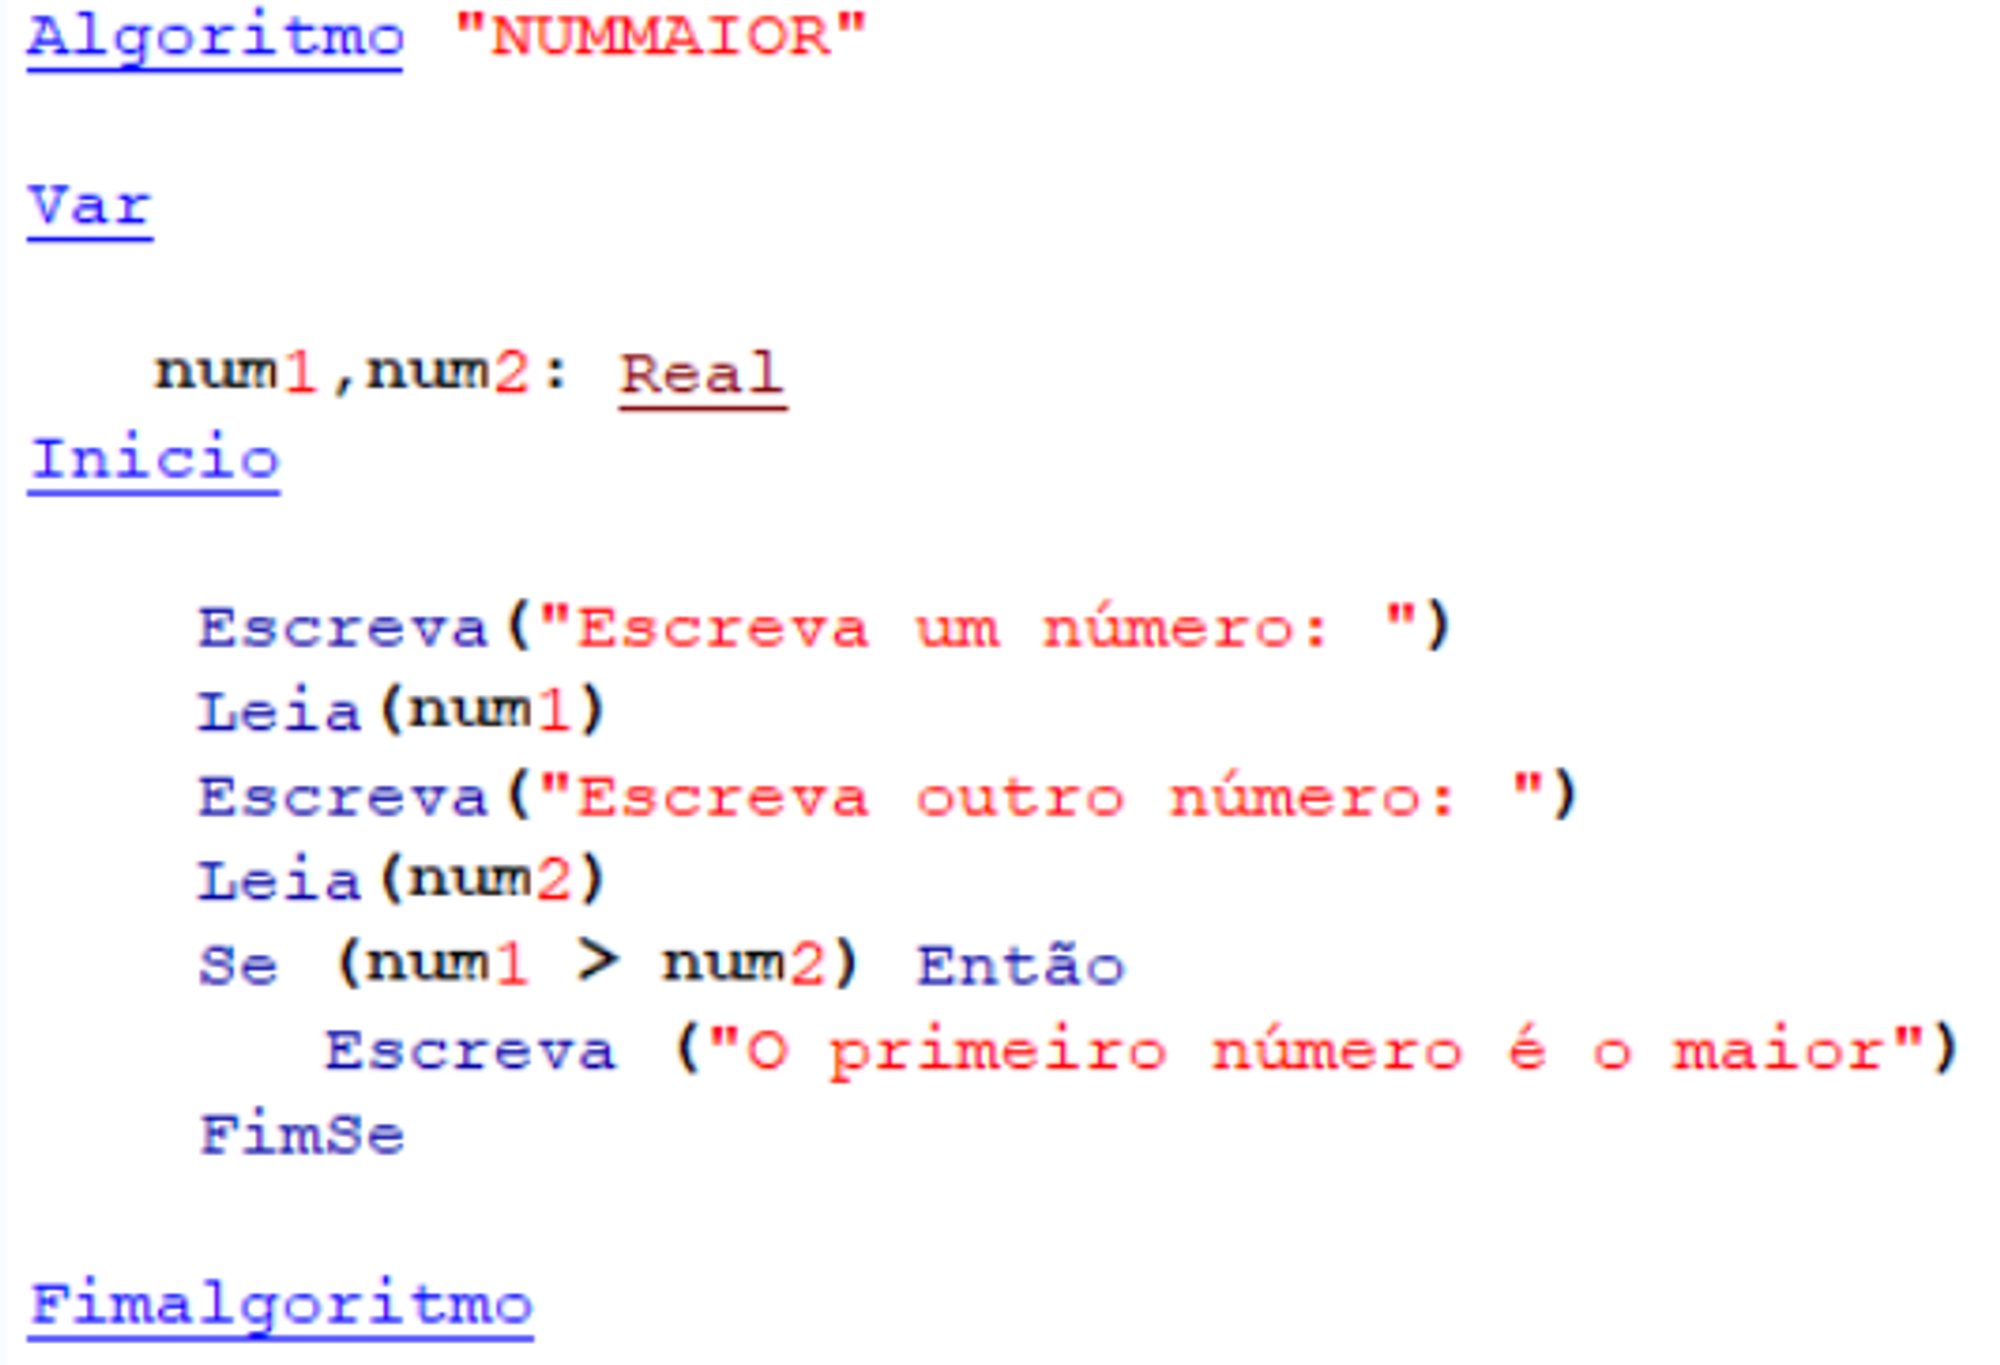 Algoritmo "NUMMAIOR"
Var
num1,num2: Real
Inicio
Escreva("Escreva um número: ")
Leia(num1)
Escreva("Escreva outro número: ")
Leia(num2)
Se (num1 > num2) Então
Escreva ("O primeiro número é o maior")
FimSe
Fimalgoritmo